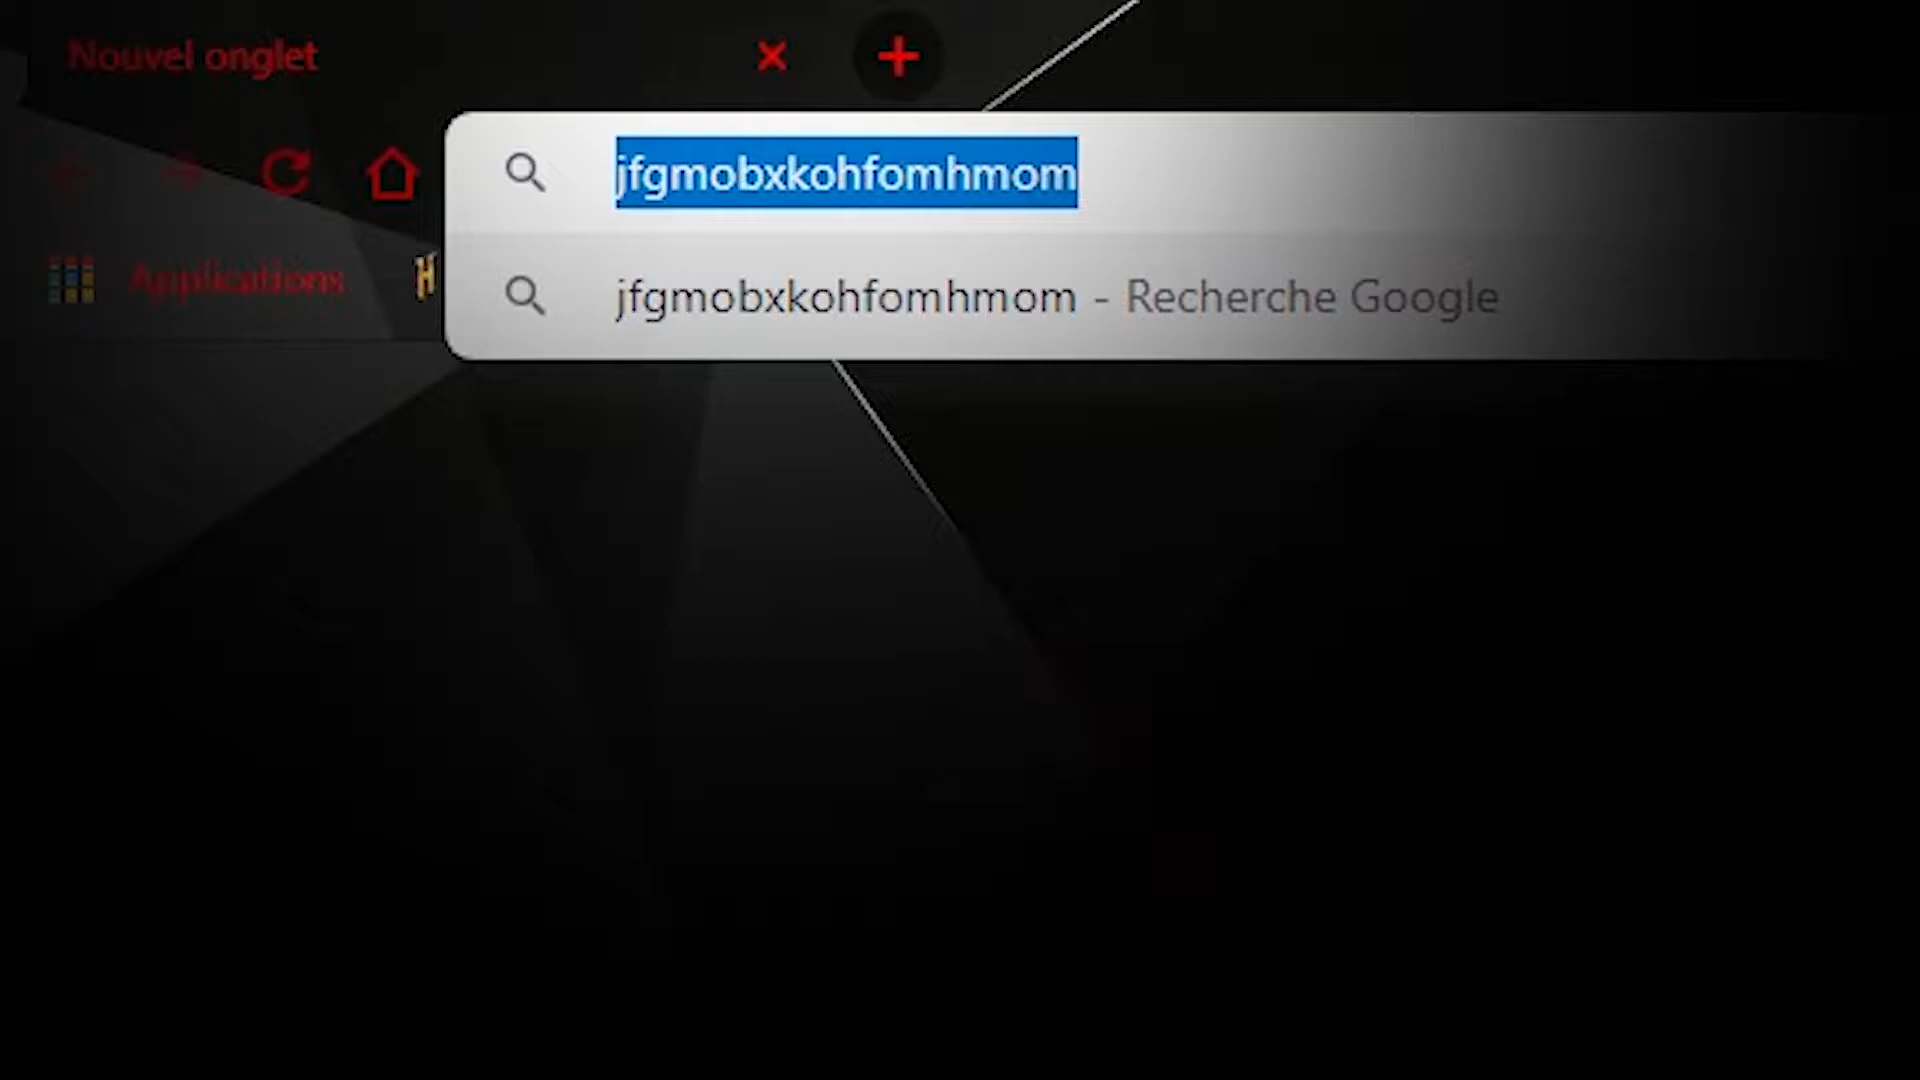 Nouvel onglet
jfgmobxkohfomhmom
Applications
H
jfgmobxkohfomhmom - Recherche Google